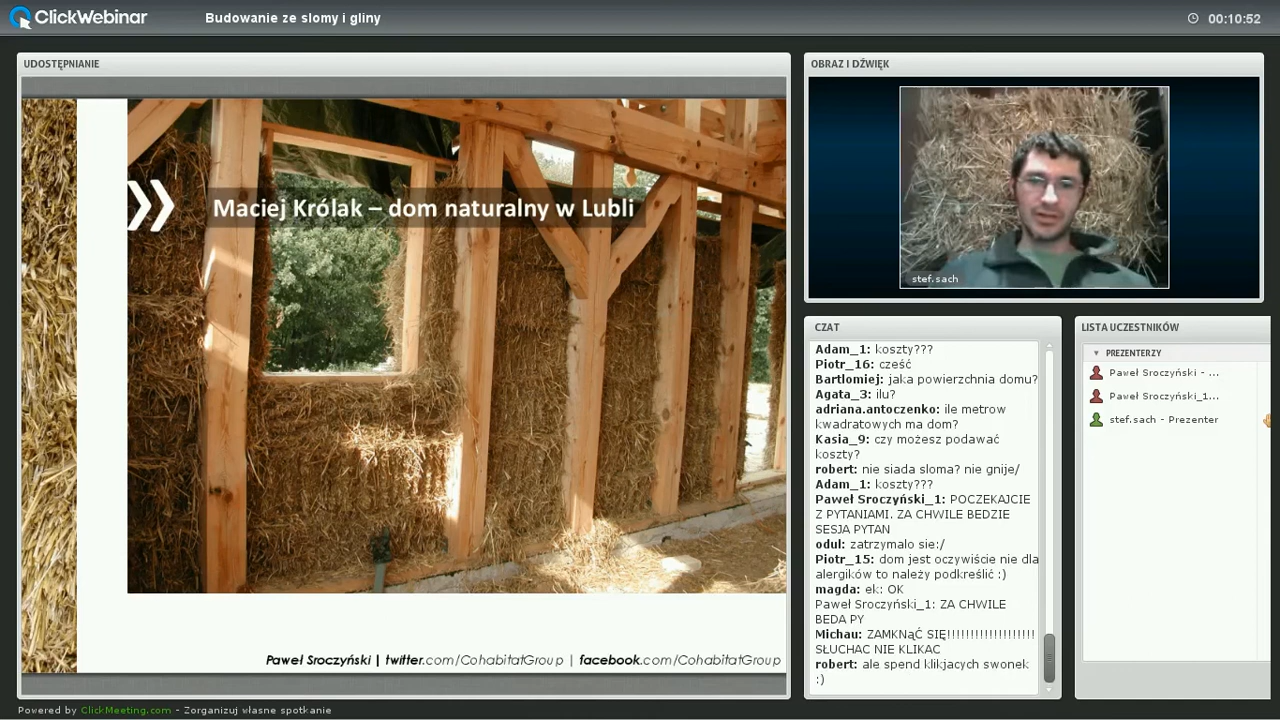 ClickWebinar
Budowanie ze slomy i gliny
00:10:52
UDOSTĘPNIANIE
Maciej Królak – dom naturalny w Lubli
Paweł Sroczyński | twitter.com/CohabitatGroup | facebook.com/CohabitatGroup
OBRAZ I DŹWIĘK
stef.sach
CZAT
Adam_1: koszty???
Piotr_16: cześć
Bartlomiej: jaka powierzchnia domu?
Agata_3: ilu?
adriana.antoczenko: ile metrow
kwadratowych ma dom?
Kasia_9: czy możesz podawać
koszty?
robert: nie siada sloma? nie gnije/
Adam_1: koszty???
Paweł Sroczyński_1: POCZEKAJCIE
Z PYTANIAMI. ZA CHWILE BEDZIE
SESJA PYTAN
odul: zatrzymalo sie:/
Piotr_15: dom jest oczywiście nie dla
alergików to należy podkreślić :)
magda: ek: OK
Paweł Sroczyński_1: ZA CHWILE
BEDA PY
Michau: ZAMKNąĆ SIĘ!!!!!!!!!!!!!!!!!!!
SŁUCHAC NIE KLIKAC
robert: ale spend klikjacych swonek
:)
LISTA UCZESTNIKÓW
PREZENTERZY
Paweł Sroczyński - ...
Paweł Sroczyński_1...
stef.sach - Prezenter
Powered by ClickMeeting.com - Zorganizuj własne spotkanie